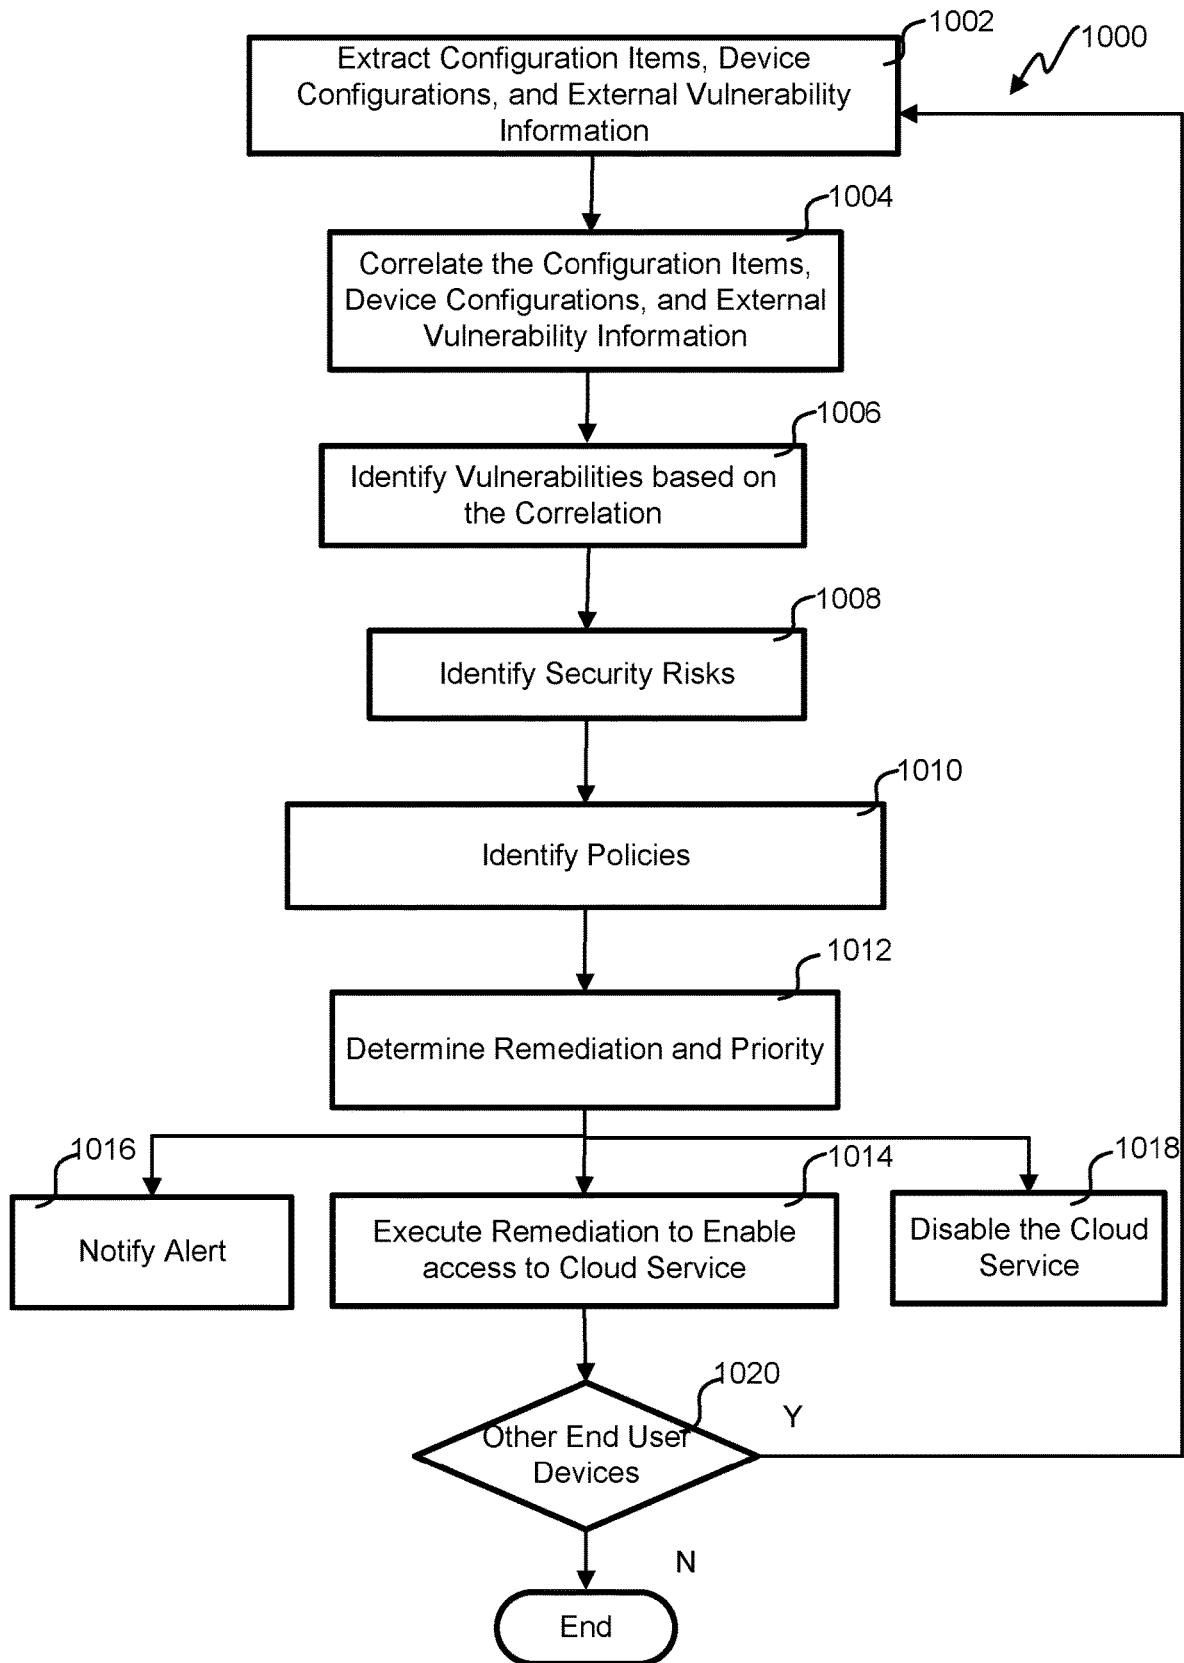 1002
1000
Extract Configuration Items, Device
Configurations, and External Vulnerability
Information
1004
Correlate the Configuration Items,
Device Configurations, and External
Vulnerability Information
1006
Identify Vulnerabilities based on
the Correlation
1008
Identify Security Risks
1010
Identify Policies
1012
Determine Remediation and Priority
1016
1014
1018
Notify Alert
Execute Remediation to Enable
access to Cloud Service
Disable the Cloud
Service
1020
Other End User
Devices
Y
N
End